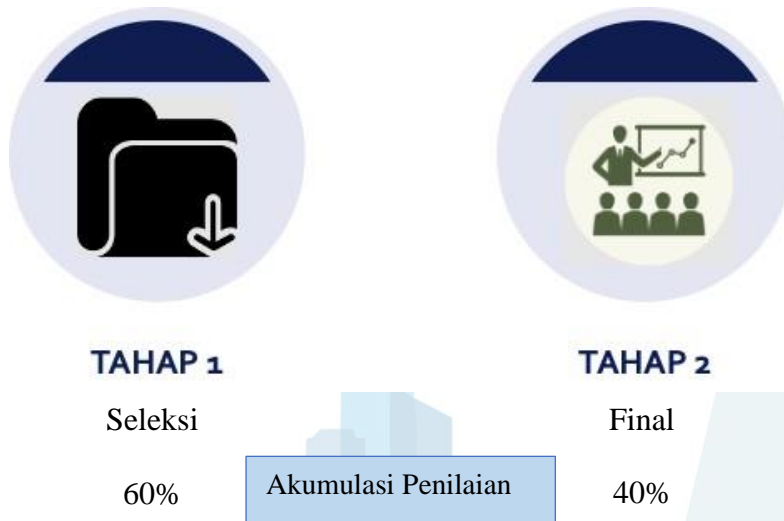 TAHAP 1
TAHAP 2
Seleksi
Final
60%
Akumulasi Penilaian
40%